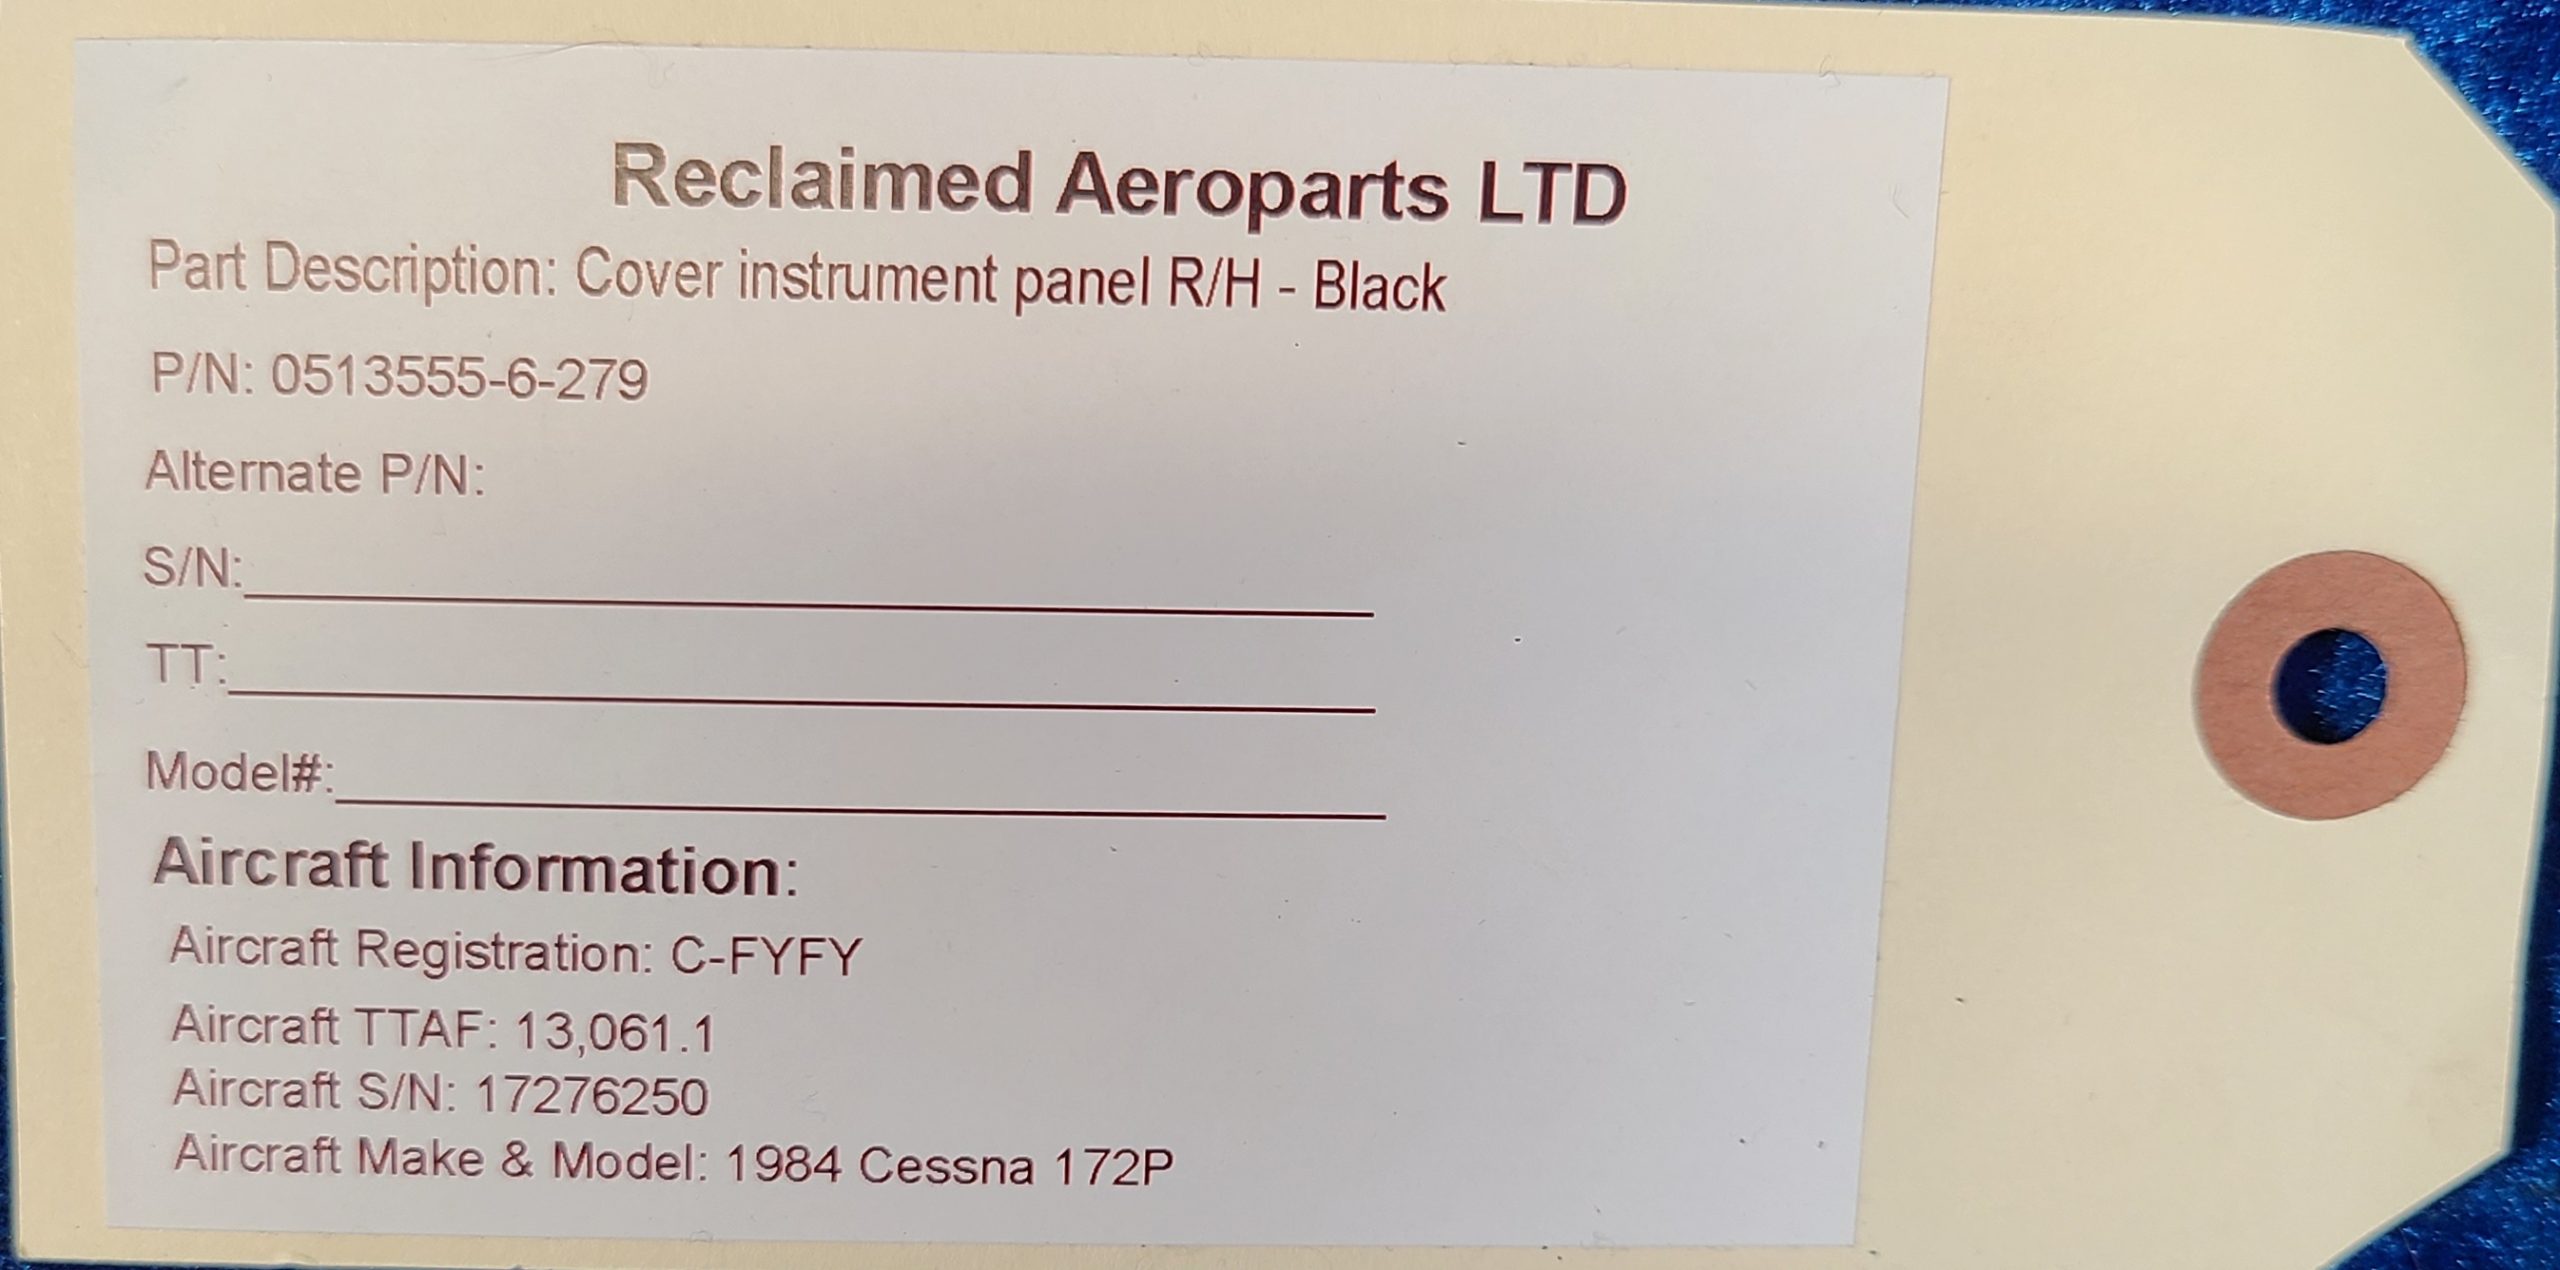 Reclaimed Aeroparts LTD
Part Description: Cover instrument panel R/H - Black
P/N: 0513555-6-279
Alternate P/N:
S/N:
TT:
Model#:
Aircraft Information:
Aircraft Registration: C-FYFY
Aircraft TTAF: 13,061.1
Aircraft S/N: 17276250
Aircraft Make & Model: 1984 Cessna 172P